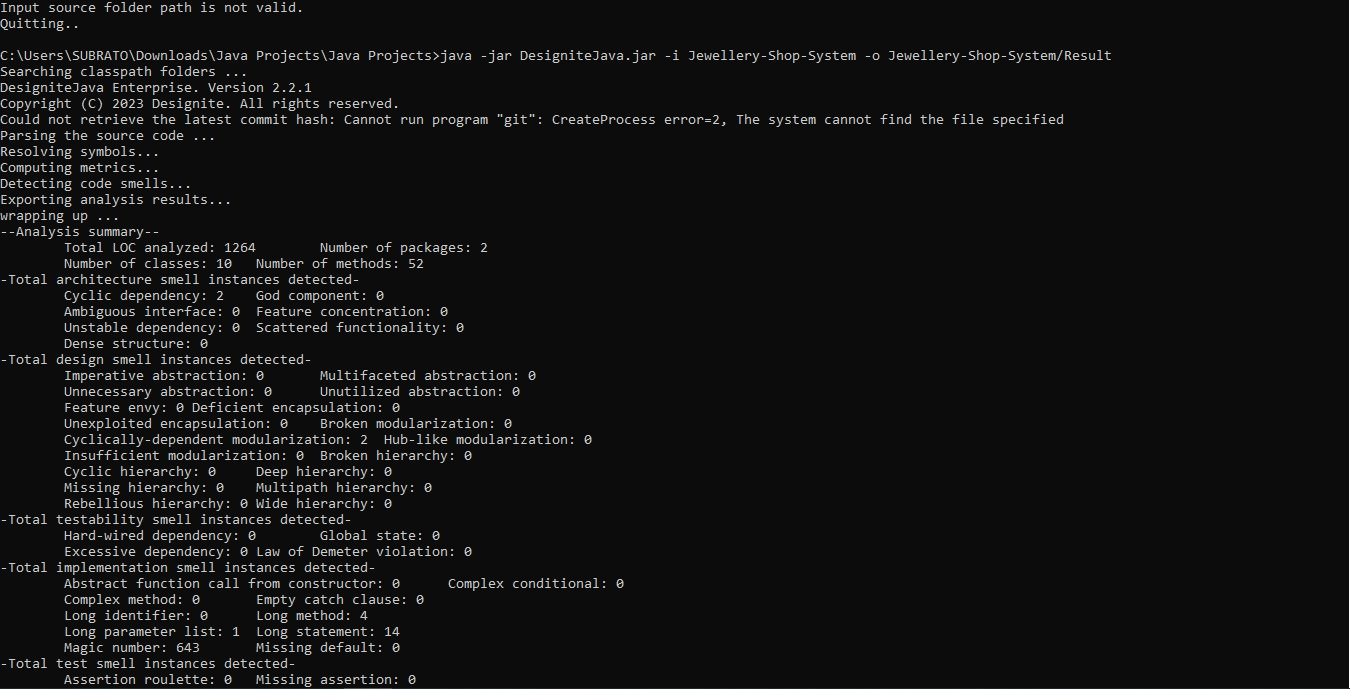 Input source folder path is not valid.
Quitting..
C:\Users\SUBRATO\Downloads\Java Projects\Java Projects>java -jar DesigniteJava.jar -i Jewellery-Shop-System -o Jewellery-Shop-System/Result
Searching classpath folders ...
DesigniteJava Enterprise. Version 2.2.1
Copyright (C) 2023 Designite. All rights reserved.
Could not retrieve the latest commit hash: Cannot run program "git": CreateProcess error=2, The system cannot find the file specified
Parsing the source code ...
Resolving symbols...
Computing metrics...
Detecting code smells...
Exporting analysis results...
wrapping up ...
--Analysis summary--
Total LOC analyzed: 1264 Number of packages: 2
Number of classes: 10 Number of methods: 52
-Total architecture smell instances detected-
Cyclic dependency: 2 God component: 0
Ambiguous interface: 0 Feature concentration: 0
Unstable dependency: 0 Scattered functionality: 0
Dense structure: 0
-Total design smell instances detected-
Imperative abstraction: 0 Multifaceted abstraction: 0
Unnecessary abstraction: 0 Unutilized abstraction: 0
Feature envy: 0 Deficient encapsulation: 0
Unexploited encapsulation: 0 Broken modularization: 0
Cyclically-dependent modularization: 2 Hub-like modularization: 0
Insufficient modularization: 0 Broken hierarchy: 0
Cyclic hierarchy: 0 Deep hierarchy: 0
Missing hierarchy: 0 Multipath hierarchy: 0
Rebellious hierarchy: 0 Wide hierarchy: 0
-Total testability smell instances detected-
Hard-wired dependency: 0 Global state: 0
Excessive dependency: 0 Law of Demeter violation: 0
-Total implementation smell instances detected-
Abstract function call from constructor: 0 Complex conditional: 0
Complex method: 0 Empty catch clause: 0
Long identifier: 0 Long method: 4
Long parameter list: 1 Long statement: 14
Magic number: 643 Missing default: 0
-Total test smell instances detected-
Assertion roulette: 0 Missing assertion: 0